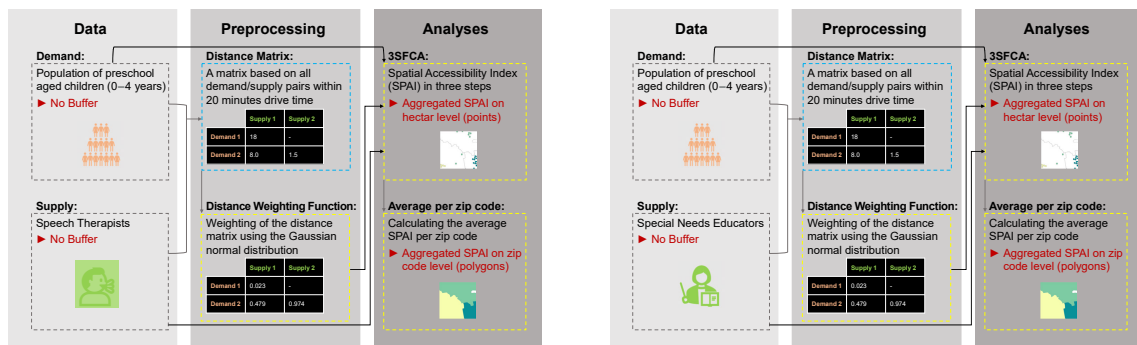 Data
Demand:
Population of preschool
aged children (0–4 years)
► No Buffer
Supply:
Speech Therapists
► No Buffer
Preprocessing
Distance Matrix:
A matrix based on all
demand/supply pairs within
20 minutes drive time
Supply 1 Supply 2
Demand 1 18 -
Demand 2 8.0 1.5
Distance Weighting Function:
Weighting of the distance
matrix using the Gaussian
normal distribution
Supply 1 Supply 2
Demand 1 0.023 -
Demand 2 0.479 0.974
Analyses
3SFCA:
Spatial Accessibility Index
(SPAI) in three steps
► Aggregated SPAI on
hectar level (points)
Average per zip code:
Calculating the average
SPAI per zip code
► Aggregated SPAI on zip
code level (polygons)
Data
Demand:
Population of preschool
aged children (0–4 years)
► No Buffer
Supply:
Special Needs Educators
► No Buffer
Preprocessing
Distance Matrix:
A matrix based on all
demand/supply pairs within
20 minutes drive time
Supply 1 Supply 2
Demand 1 18 -
Demand 2 8.0 1.5
Distance Weighting Function:
Weighting of the distance
matrix using the Gaussian
normal distribution
Supply 1 Supply 2
Demand 1 0.023 -
Demand 2 0.479 0.974
Analyses
3SFCA:
Spatial Accessibility Index
(SPAI) in three steps
► Aggregated SPAI on
hectar level (points)
Average per zip code:
Calculating the average
SPAI per zip code
► Aggregated SPAI on zip
code level (polygons)